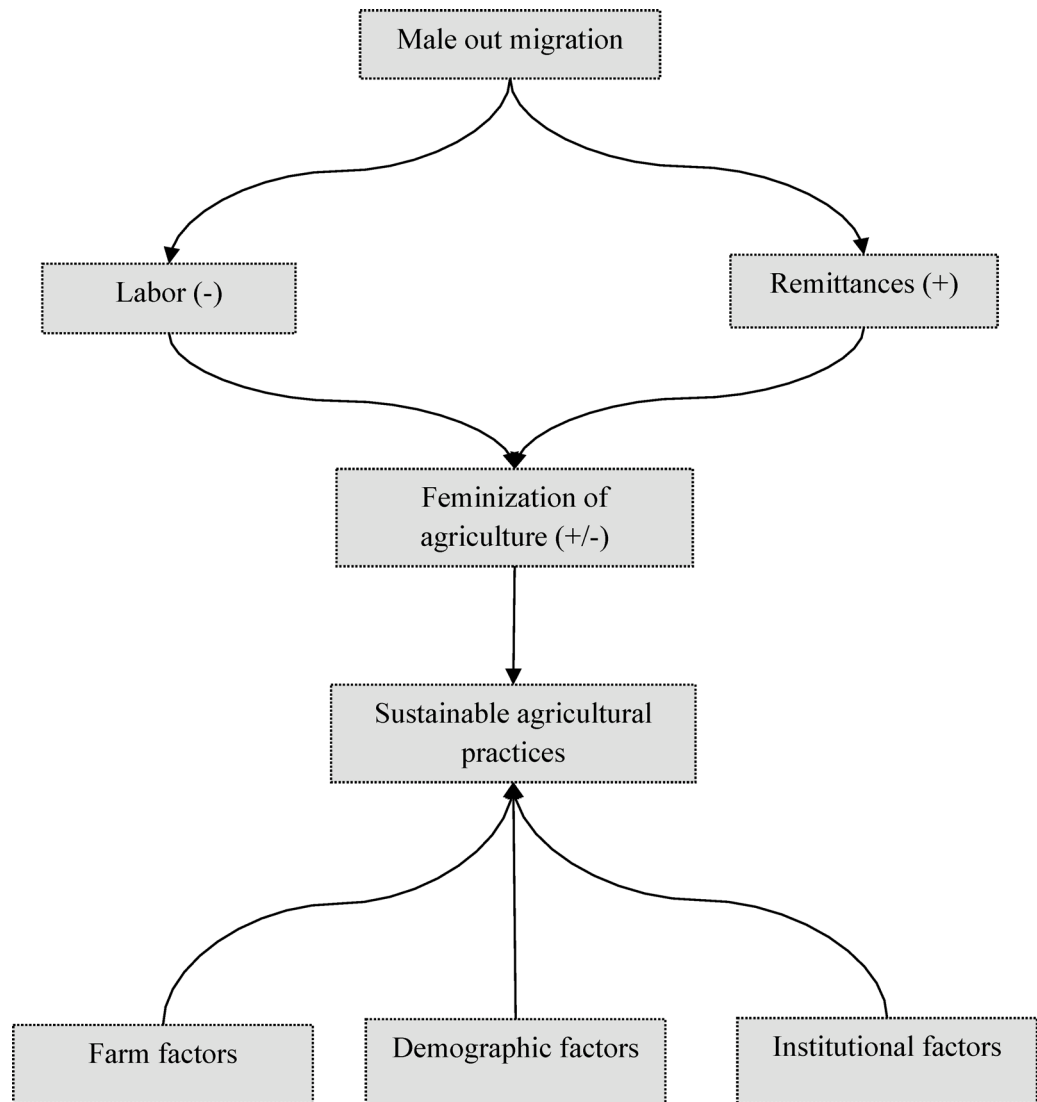 Male out migration
Labor (-)
Remittances (+)
Feminization of
agriculture (+/-)
Sustainable agricultural
practices
Farm factors
Demographic factors
Institutional factors